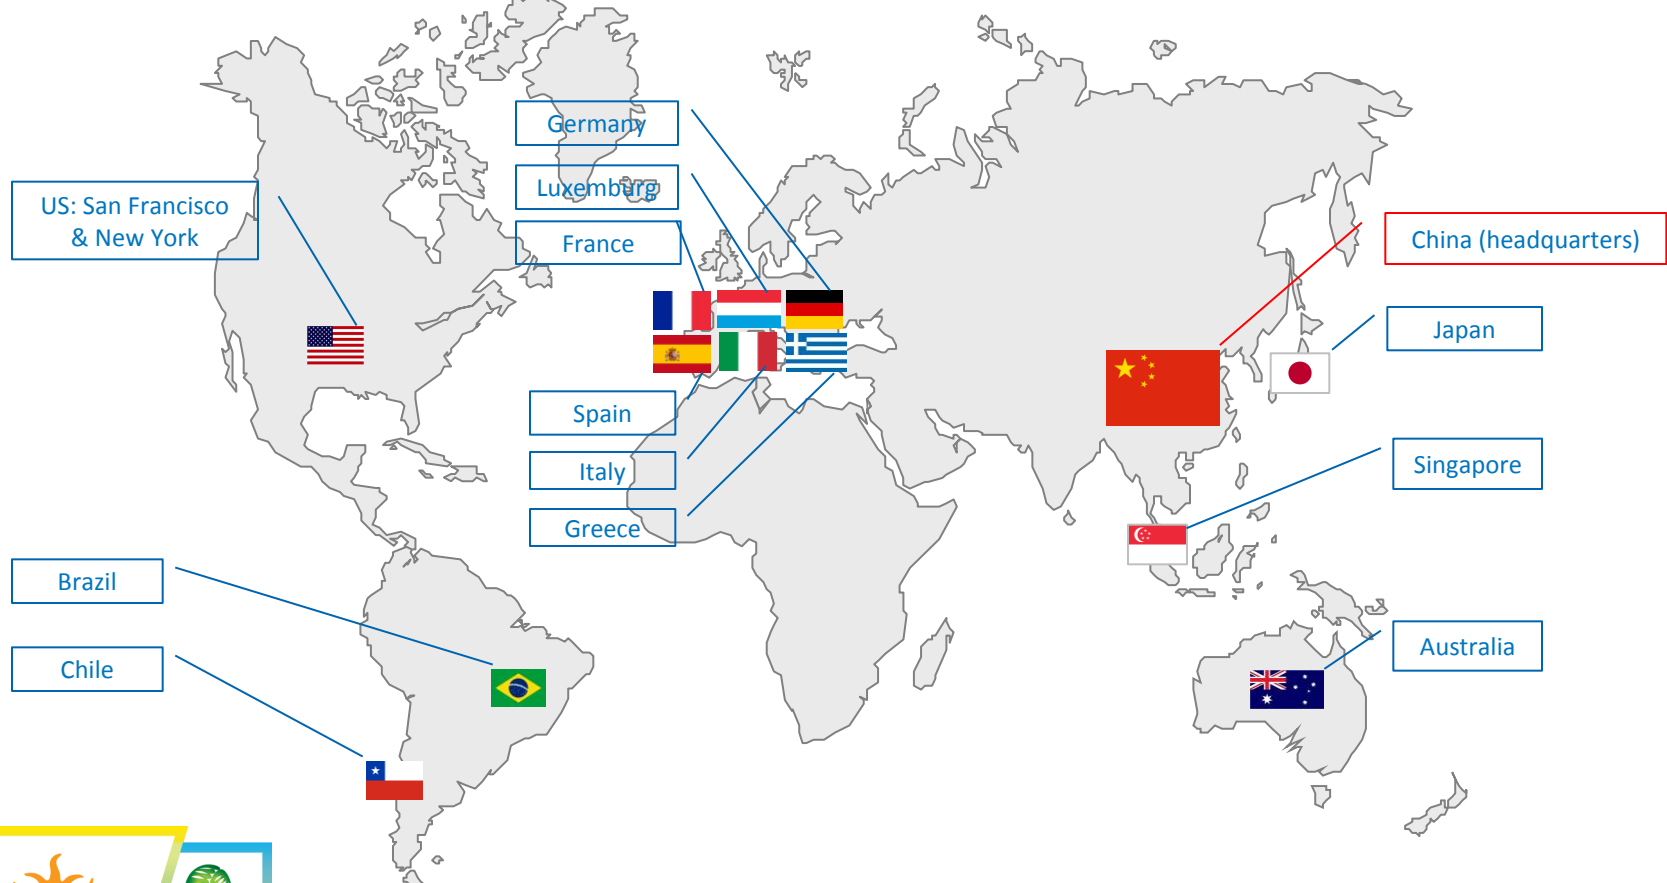 Germany
Luxemburg
France
US: San Francisco
& New York
China (headquarters)
Japan
Spain
Italy
Greece
Singapore
Brazil
Chile
Australia